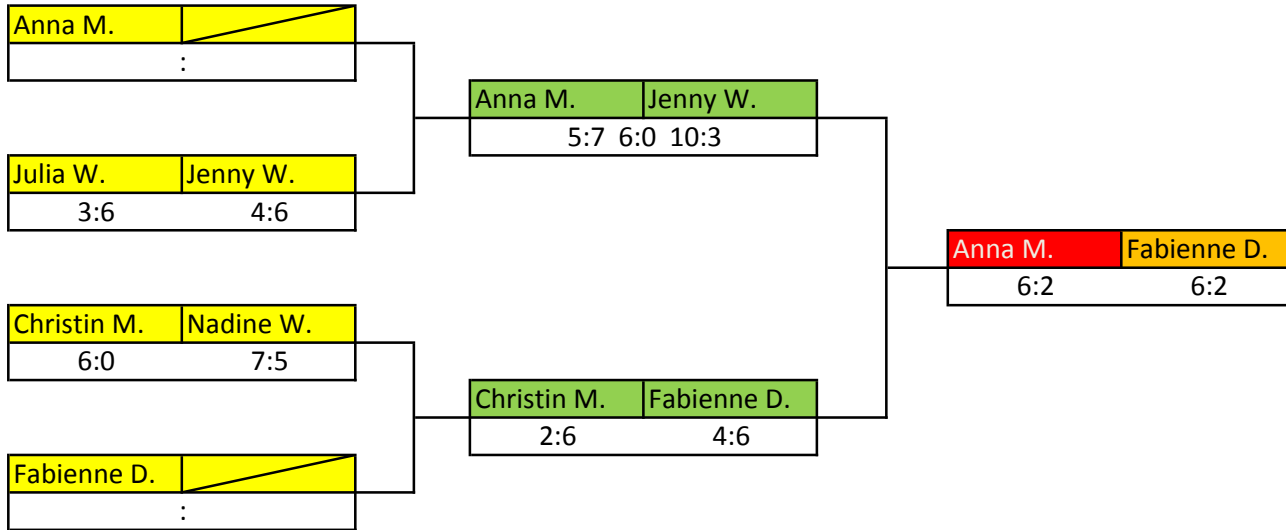 Anna M.
:
Julia W. Jenny W.
3:6 4:6
Christin M. Nadine W.
6:0 7:5
Fabienne D.
:
Anna M. Jenny W.
5:7 6:0 10:3
Christin M. Fabienne D.
2:6 4:6
Anna M. Fabienne D.
6:2 6:2